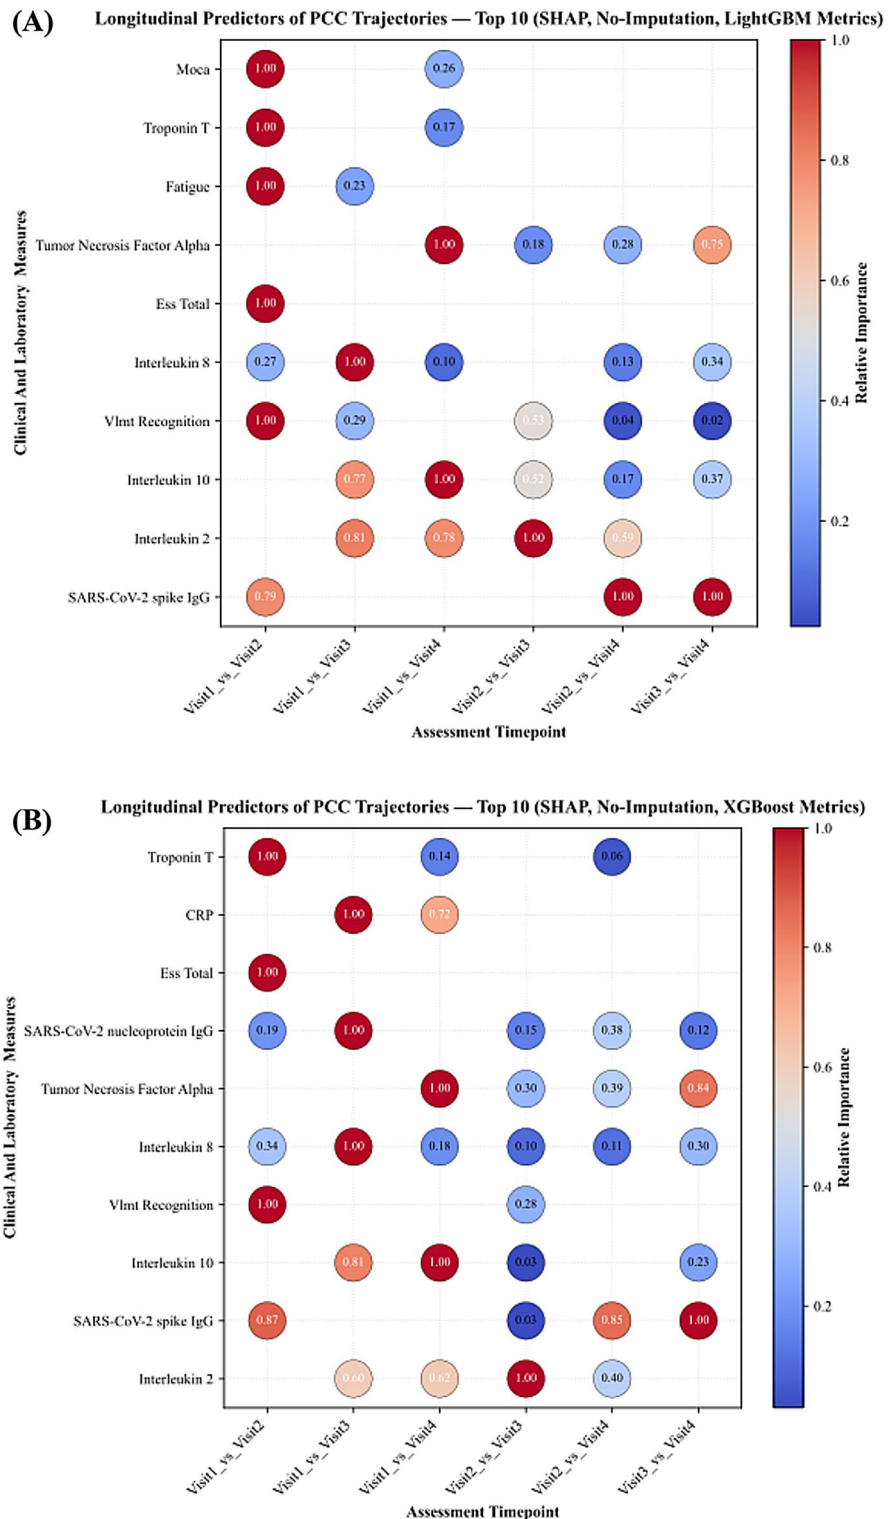 (A)
Longitudinal Predictors of PCC Trajectories — Top 10 (SHAP, No-Imputation, LightGBM Metrics)
Clinical And Laboratory Measures
Moca 1.00 0.26
Troponin T 1.00 0.17
Fatigue 1.00 0.23
Tumor Necrosis Factor Alpha 1.00 0.18 0.28 0.75
Ess Total 1.00
Interleukin 8 0.27 1.00 0.10 0.13 0.34
Vlmt Recognition 1.00 0.29 0.53 0.04 0.02
Interleukin 10 0.77 1.00 0.52 0.17 0.37
Interleukin 2 0.81 0.78 1.00 0.59
SARS-CoV-2 spike IgG 0.79 1.00 1.00
Visit1_vs_Visit2 Visit1_vs_Visit3 Visit1_vs_Visit4 Visit2_vs_Visit3 Visit2_vs_Visit4 Visit3_vs_Visit4
Assessment Timepoint
1.0
0.8
0.6
0.4
0.2
Relative Importance
(B)
Longitudinal Predictors of PCC Trajectories — Top 10 (SHAP, No-Imputation, XGBoost Metrics)
Clinical And Laboratory Measures
Troponin T 1.00 0.14 0.06
CRP 1.00 0.72
Ess Total 1.00
SARS-CoV-2 nucleoprotein IgG 0.19 1.00 0.15 0.38 0.12
Tumor Necrosis Factor Alpha 1.00 0.30 0.39 0.84
Interleukin 8 0.34 1.00 0.18 0.10 0.11 0.30
Vlmt Recognition 1.00 0.28
Interleukin 10 0.81 1.00 0.03 0.23
SARS-CoV-2 spike IgG 0.87 0.03 0.85 1.00
Interleukin 2 0.60 0.62 1.00 0.40
Visit1_vs_Visit2 Visit1_vs_Visit3 Visit1_vs_Visit4 Visit2_vs_Visit3 Visit2_vs_Visit4 Visit3_vs_Visit4
Assessment Timepoint
1.0
0.8
0.6
0.4
0.2
Relative Importance